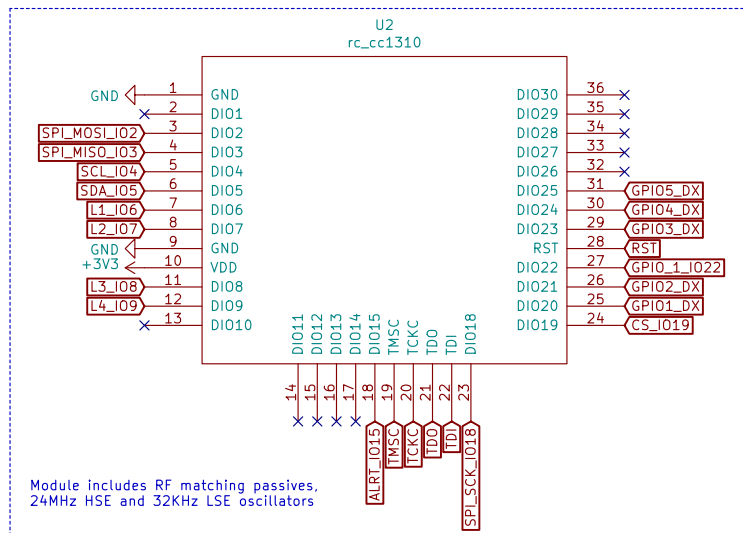 U2
rc_cc1310
GND 1 GND
2 DIO1
SPI_MOSI_IO2 3 DIO2
SPI_MISO_IO3 4 DIO3
SCL_IO4 5 DIO4
SDA_IO5 6 DIO5
L1_IO6 7 DIO6
L2_IO7 8 DIO7
GND 9 GND
+3V3 10 VDD
L3_IO8 11 DIO8
L4_IO9 12 DIO9
13 DIO10
DIO30 36
DIO29 35
DIO28 34
DIO27 33
DIO26 32
DIO25 31 GPIO5_DX
DIO24 30 GPIO4_DX
DIO23 29 GPIO3_DX
RST 28 RST
DIO22 27 GPIO_1_IO22
DIO21 26 GPIO2_DX
DIO20 25 GPIO1_DX
DIO19 24 CS_IO19
DIO11 14
DIO12 15
DIO13 16
DIO14 17
DIO15 18 ALRT_IO15
TMSC 19 TMSC
TCKC 20 TCKC
TDO 21 TDO
TDI 22 TDI
DIO18 23 SPI_SCK_IO18
Module includes RF matching passives,
24MHz HSE and 32KHz LSE oscillators